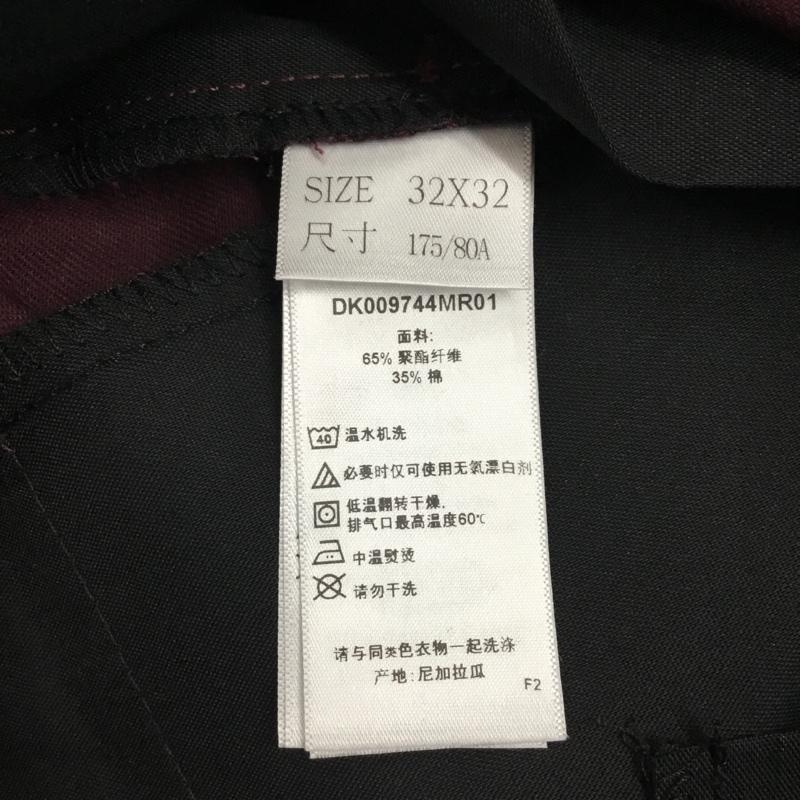 SIZE 32X32
尺寸 175/80A
DK009744MR01
面料:
65% 聚酯纤维
35% 棉
40 温水机洗
必要时仅可使用无氧漂白剂
低温翻转干燥,
排气口最高温度60℃
中温熨烫
请勿干洗
请与同类色衣物一起洗涤
产地:尼加拉瓜
F2